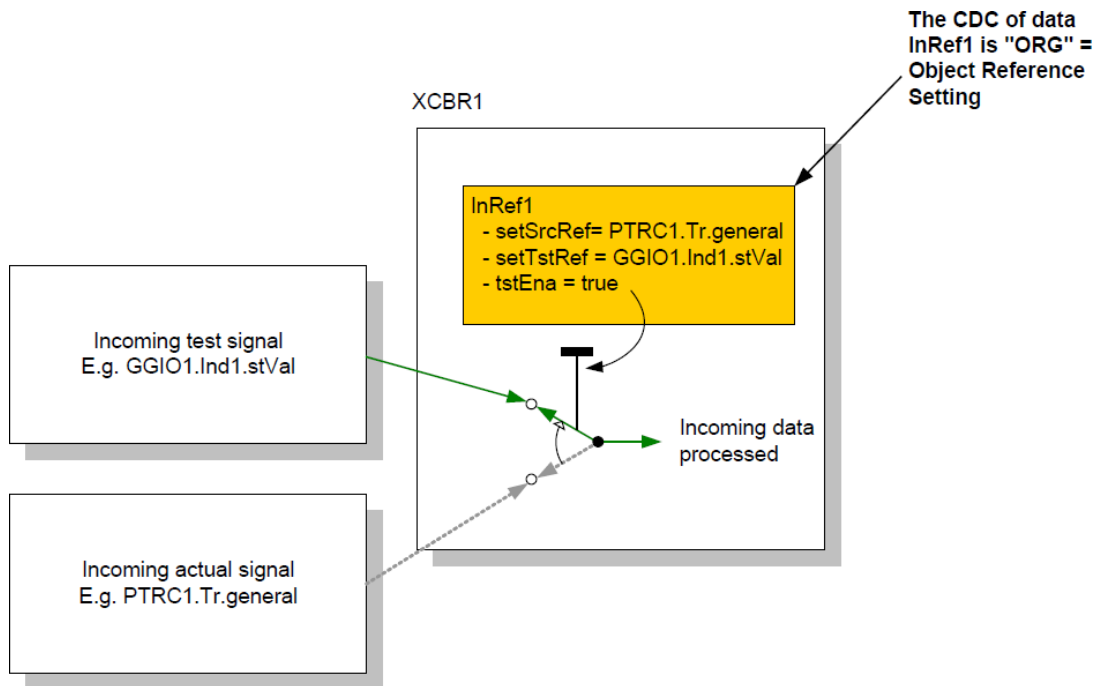 The CDC of data
InRef1 is "ORG" =
Object Reference
Setting
XCBR1
InRef1
- setSrcRef= PTRC1.Tr.general
- setTstRef = GGIO1.Ind1.stVal
- tstEna = true
Incoming test signal
E.g. GGIO1.Ind1.stVal
Incoming data
processed
Incoming actual signal
E.g. PTRC1.Tr.general